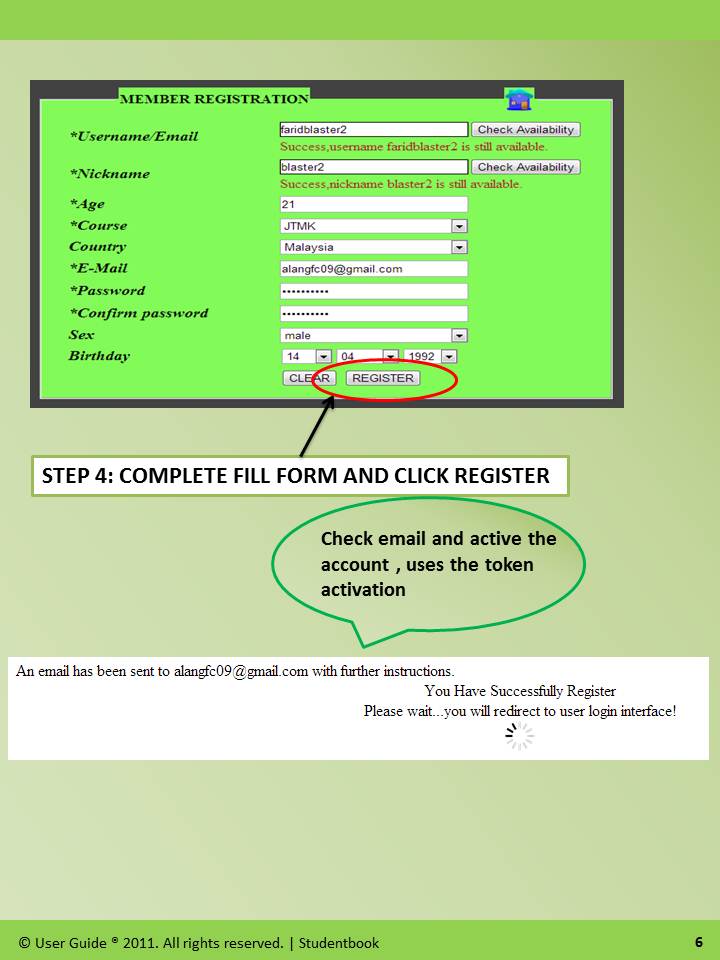 MEMBER REGISTRATION
*Username/Email faridblaster2 Check Availability
Success,username faridblaster2 is still available.
*Nickname blaster2 Check Availability
Success,nickname blaster2 is still available.
*Age 21
*Course JTMK
Country Malaysia
*E-Mail alangfc09@gmail.com
*Password ••••••••••
*Confirm password ••••••••••
Sex male
Birthday 14 04 1992
CLEAR REGISTER
STEP 4: COMPLETE FILL FORM AND CLICK REGISTER
Check email and active the
account , uses the token
activation
An email has been sent to alangfc09@gmail.com with further instructions.
You Have Successfully Register
Please wait...you will redirect to user login interface!
© User Guide ® 2011. All rights reserved. | Studentbook 6